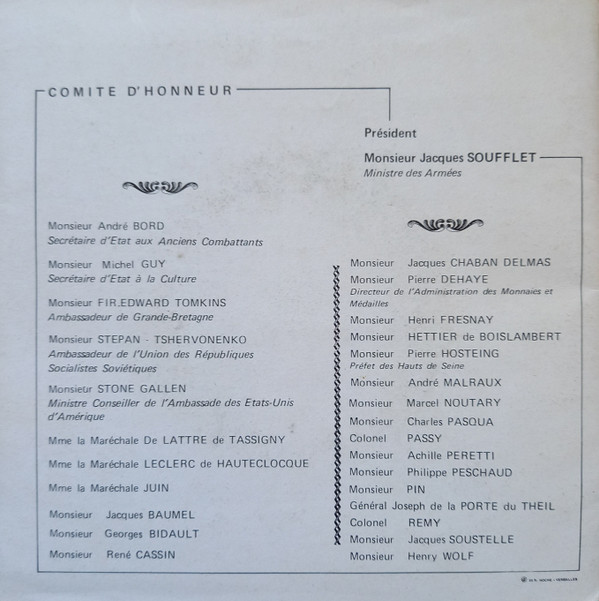 COMITE D'HONNEUR
Président
Monsieur Jacques SOUFFLET
Ministre des Armées
Monsieur André BORD
Secrétaire d'Etat aux Anciens Combattants
Monsieur Michel GUY
Secrétaire d'Etat à la Culture
Monsieur FIR.EDWARD TOMKINS
Ambassadeur de Grande-Bretagne
Monsieur STEPAN - TSHERVONENKO
Ambassadeur de l'Union des Républiques
Socialistes Soviétiques
Monsieur STONE GALLEN
Ministre Conseiller de l'Ambassade des Etats-Unis
d'Amérique
Mme la Maréchale De LATTRE de TASSIGNY
Mme la Maréchale LECLERC de HAUTECLOCQUE
Mme la Maréchale JUIN
Monsieur Jacques BAUMEL
Monsieur Georges BIDAULT
Monsieur René CASSIN
Monsieur Jacques CHABAN DELMAS
Monsieur Pierre DEHAYE
Directeur de l'Administration des Monnaies et
Médailles
Monsieur Henri FRESNAY
Monsieur HETTIER de BOISLAMBERT
Monsieur Pierre HOSTEING
Préfet des Hauts de Seine
Monsieur André MALRAUX
Monsieur Marcel NOUTARY
Monsieur Charles PASQUA
Colonel PASSY
Monsieur Achille PERETTI
Monsieur Philippe PESCHAUD
Monsieur PIN
Général Joseph de la PORTE du THEIL
Colonel REMY
Monsieur Jacques SOUSTELLE
Monsieur Henry WOLF
VERSAILLES